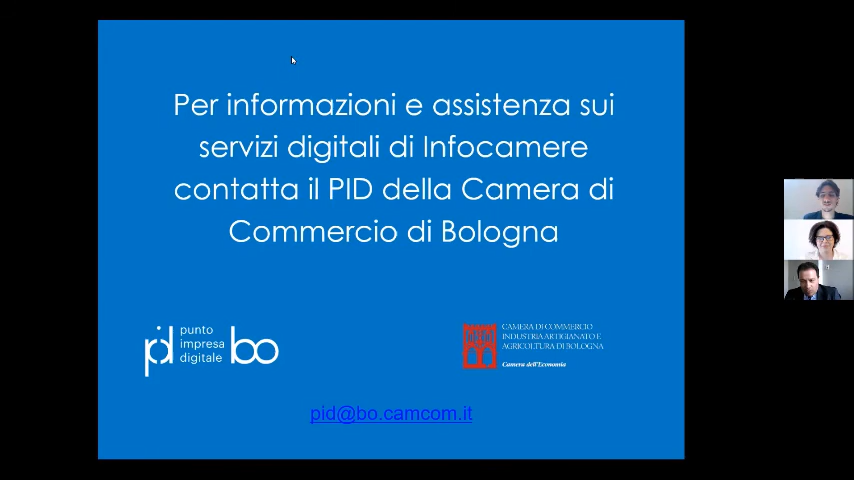 Per informazioni e assistenza sui
servizi digitali di Infocamere
contatta il PID della Camera di
Commercio di Bologna
pid punto
impresa
digitale bo
CAMERA DI COMMERCIO
INDUSTRIA ARTIGIANATO E
AGRICOLTURA DI BOLOGNA
Camera dell'Economia
pid@bo.camcom.it